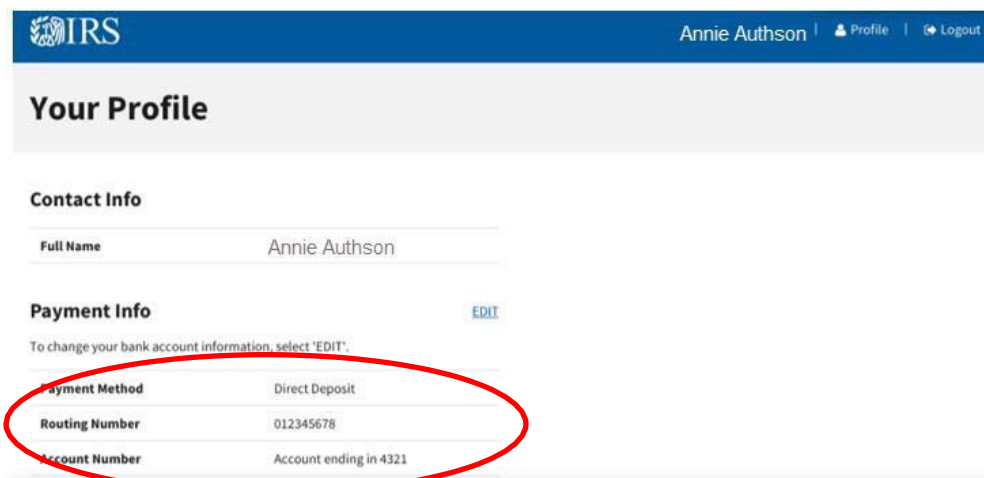 IRS Annie Authson | Profile | Logout
Your Profile
Contact Info
Full Name Annie Authson
Payment Info EDIT
To change your bank account information, select 'EDIT'.
Payment Method Direct Deposit
Routing Number 012345678
Account Number Account ending in 4321